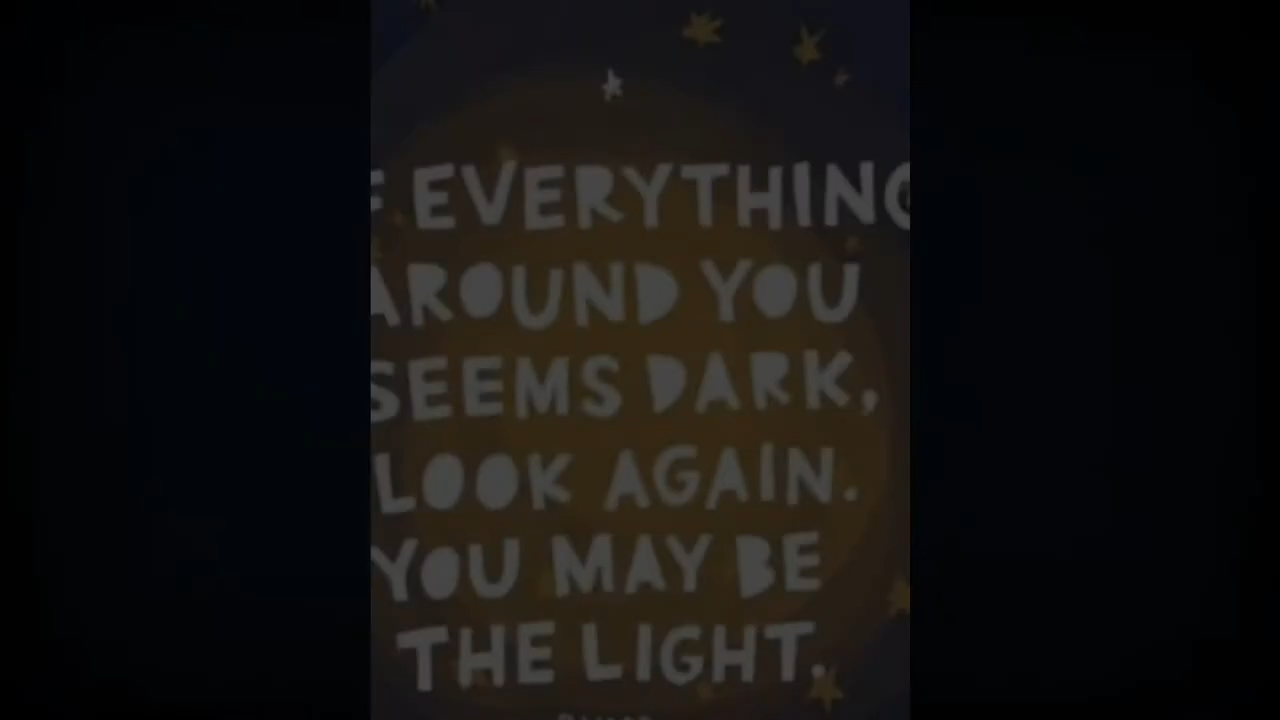 F EVERYTHING
AROUND YOU
SEEMS DARK,
LOOK AGAIN.
YOU MAY BE
THE LIGHT.